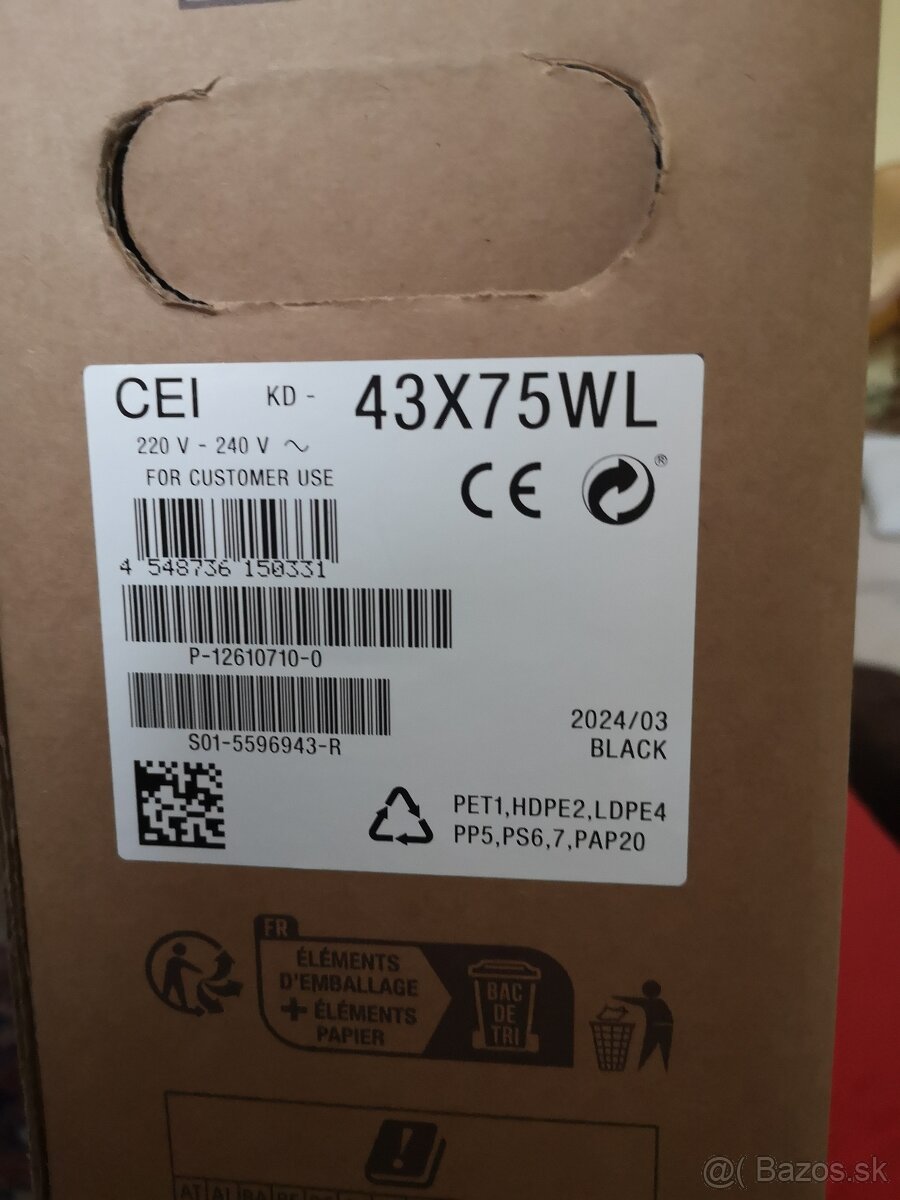 CEI KD - 43X75WL
220 V - 240 V ~
FOR CUSTOMER USE
CE
®
4 548736 150331
P-12610710-0
S01-5596943-R
2024/03
BLACK
PET1,HDPE2,LDPE4
PP5,PS6,7,PAP20
FR
ÉLÉMENTS
D'EMBALLAGE
+ ÉLÉMENTS
PAPIER
BAC
DE
TRI
!
@( Bazos.sk